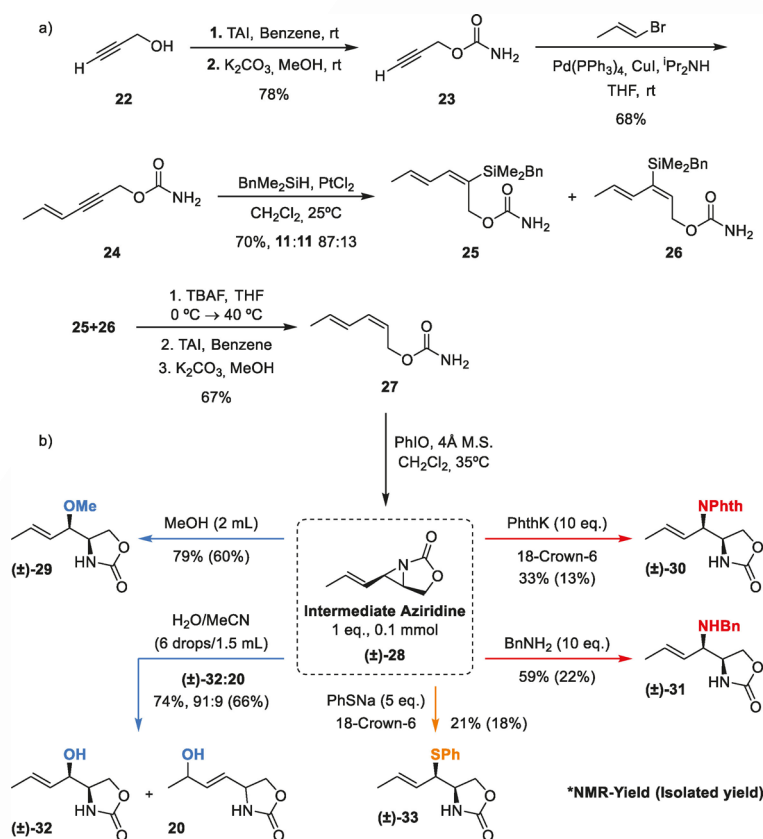 a)
OH
H
22
1. TAI, Benzene, rt
2. K2CO3, MeOH, rt
78%
O
O
NH2
H
23
Br
Pd(PPh3)4, CuI, iPr2NH
THF, rt
68%
O
O
NH2
24
BnMe2SiH, PtCl2
CH2Cl2, 25ºC
70%, 11:11 87:13
SiMe2Bn
O
O
NH2
25
+
SiMe2Bn
O
O
NH2
26
25+26
1. TBAF, THF
0 ºC → 40 ºC
2. TAI, Benzene
3. K2CO3, MeOH
67%
O
O
NH2
27
b)
PhIO, 4Å M.S.
CH2Cl2, 35ºC
OMe
O
HN
O
(±)-29
MeOH (2 mL)
79% (60%)
O
N
O
Intermediate Aziridine
1 eq., 0.1 mmol
(±)-28
PhthK (10 eq.)
18-Crown-6
33% (13%)
NPhth
O
HN
O
(±)-30
H2O/MeCN
(6 drops/1.5 mL)
(±)-32:20
74%, 91:9 (66%)
BnNH2 (10 eq.)
59% (22%)
NHBn
O
HN
O
(±)-31
PhSNa (5 eq.)
18-Crown-6
21% (18%)
OH
O
HN
O
(±)-32
+
OH
O
HN
O
20
SPh
O
HN
O
(±)-33
*NMR-Yield (Isolated yield)